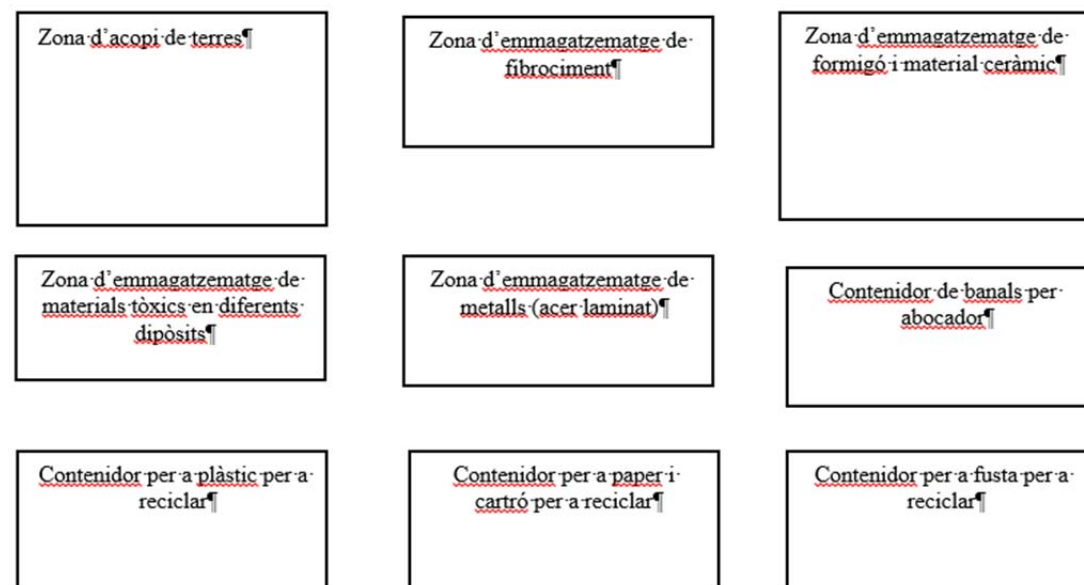 Zona d’acopi de terres¶
Zona d’emmagatzematge de
fibrociment¶
Zona d’emmagatzematge de
formigó i material ceràmic¶
Zona d’emmagatzematge de
materials tòxics en diferents
dipòsits¶
Zona d’emmagatzematge de
metalls (acer laminat)¶
Contenidor de banals per
abocador¶
Contenidor per a plàstic per a
reciclar¶
Contenidor per a paper i
cartró per a reciclar¶
Contenidor per a fusta per a
reciclar¶